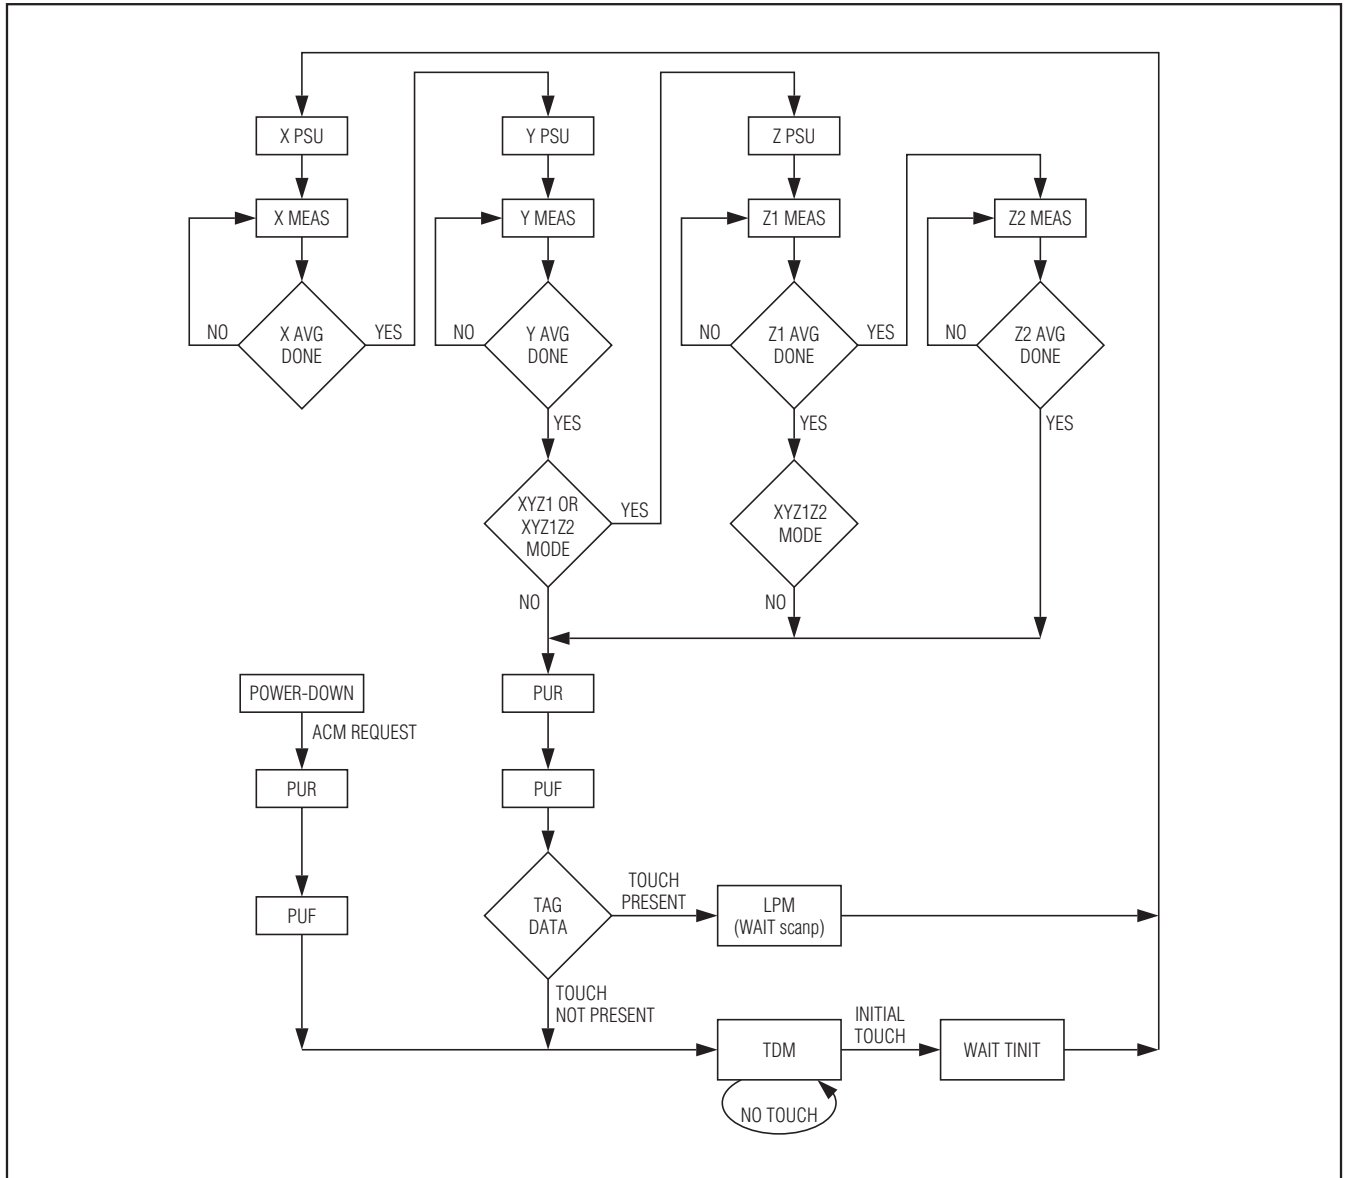 X PSU
Y PSU
Z PSU
X MEAS
Y MEAS
Z1 MEAS
Z2 MEAS
NO
X AVG
DONE
YES
NO
Y AVG
DONE
NO
Z1 AVG
DONE
YES
NO
Z2 AVG
DONE
YES
YES
YES
XYZ1 OR
XYZ1Z2
MODE
YES
XYZ1Z2
MODE
NO
NO
POWER-DOWN
PUR
ACM REQUEST
PUR
PUF
PUF
TAG
DATA
TOUCH
PRESENT
LPM
(WAIT scanp)
TOUCH
NOT PRESENT
TDM
INITIAL
TOUCH
WAIT TINIT
NO TOUCH